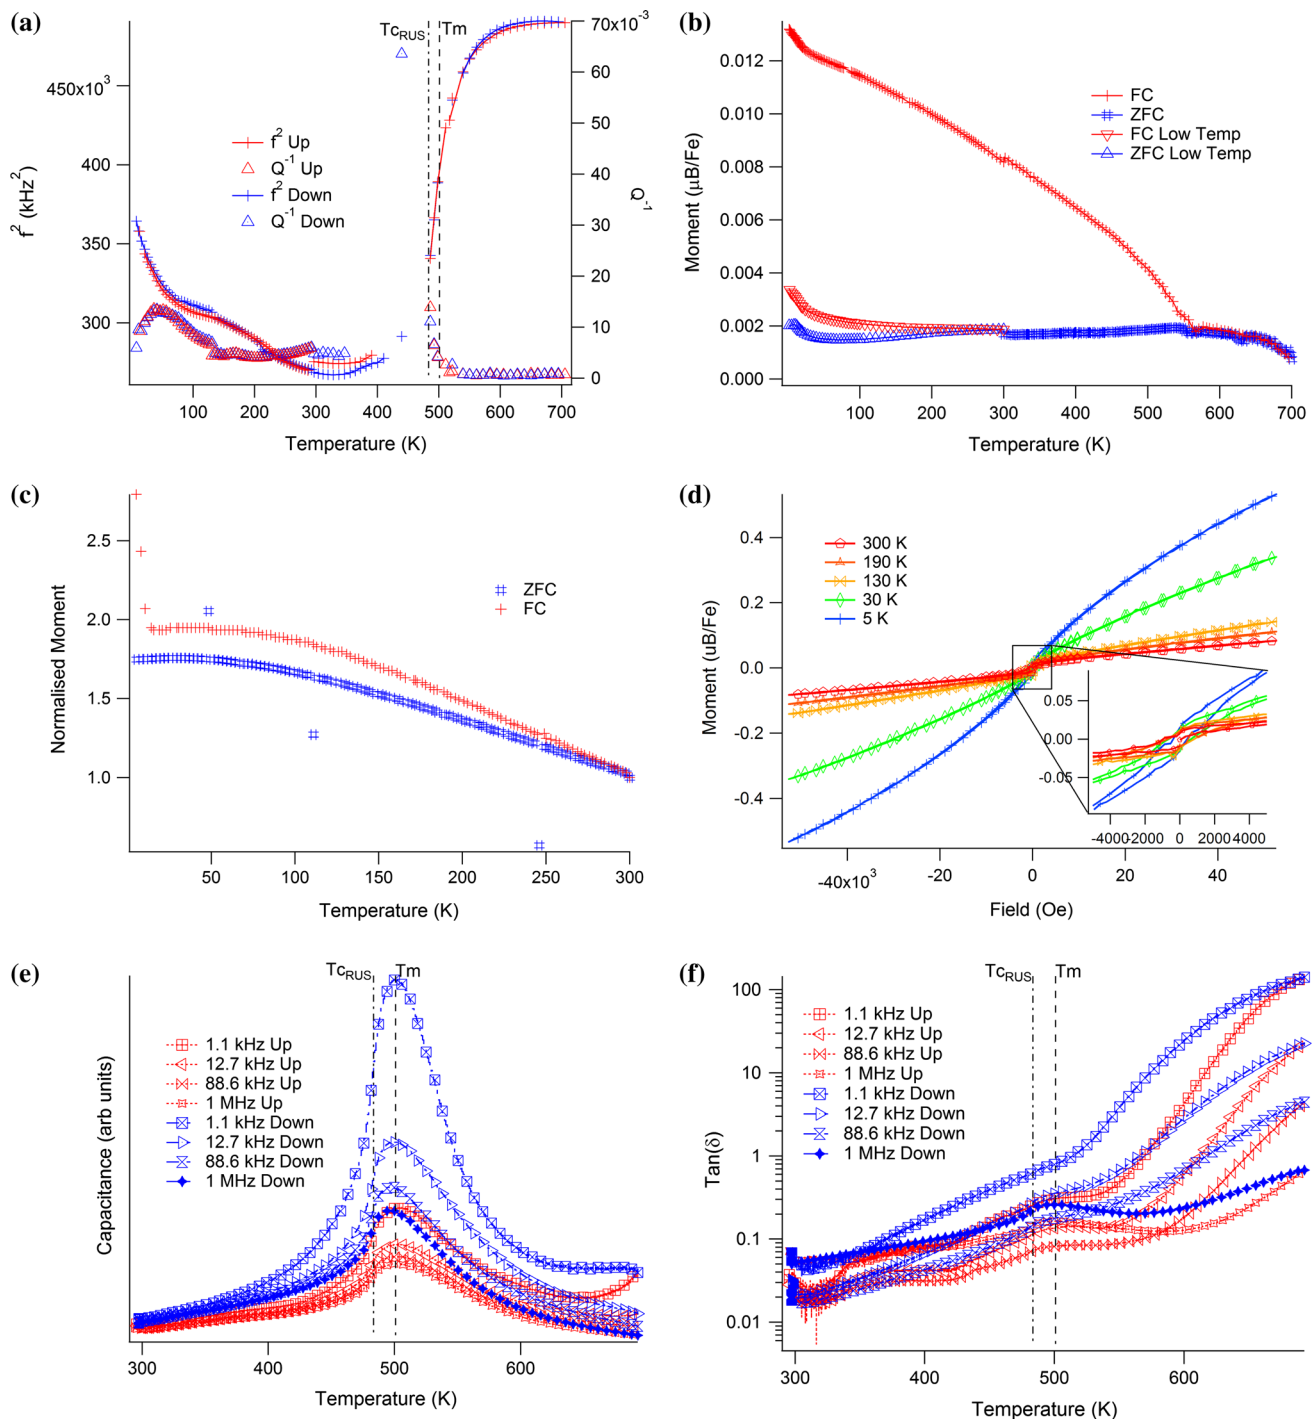 (a)
Tc_RUS
Tm
70x10^-3
60
50
40
30
20
10
0
Q^-1
450x10^3
400
350
300
f^2 (kHz^2)
f^2 Up
Q^-1 Up
f^2 Down
Q^-1 Down
100 200 300 400 500 600 700
Temperature (K)
(b)
0.012
0.010
0.008
0.006
0.004
0.002
0.000
Moment (μB/Fe)
FC
ZFC
FC Low Temp
ZFC Low Temp
100 200 300 400 500 600 700
Temperature (K)
(c)
2.5
2.0
1.5
1.0
Normalised Moment
ZFC
FC
50 100 150 200 250 300
Temperature (K)
(d)
0.4
0.2
0.0
-0.2
-0.4
Moment (uB/Fe)
300 K
190 K
130 K
30 K
5 K
0.05
0.00
-0.05
-4000 -2000 0 2000 4000
-40x10^3 -20 0 20 40
Field (Oe)
(e)
Tc_RUS
Tm
Capacitance (arb units)
1.1 kHz Up
12.7 kHz Up
88.6 kHz Up
1 MHz Up
1.1 kHz Down
12.7 kHz Down
88.6 kHz Down
1 MHz Down
300 400 500 600
Temperature (K)
(f)
Tc_RUS
Tm
100
10
1
0.1
0.01
Tan(δ)
1.1 kHz Up
12.7 kHz Up
88.6 kHz Up
1 MHz Up
1.1 kHz Down
12.7 kHz Down
88.6 kHz Down
1 MHz Down
300 400 500 600
Temperature (K)